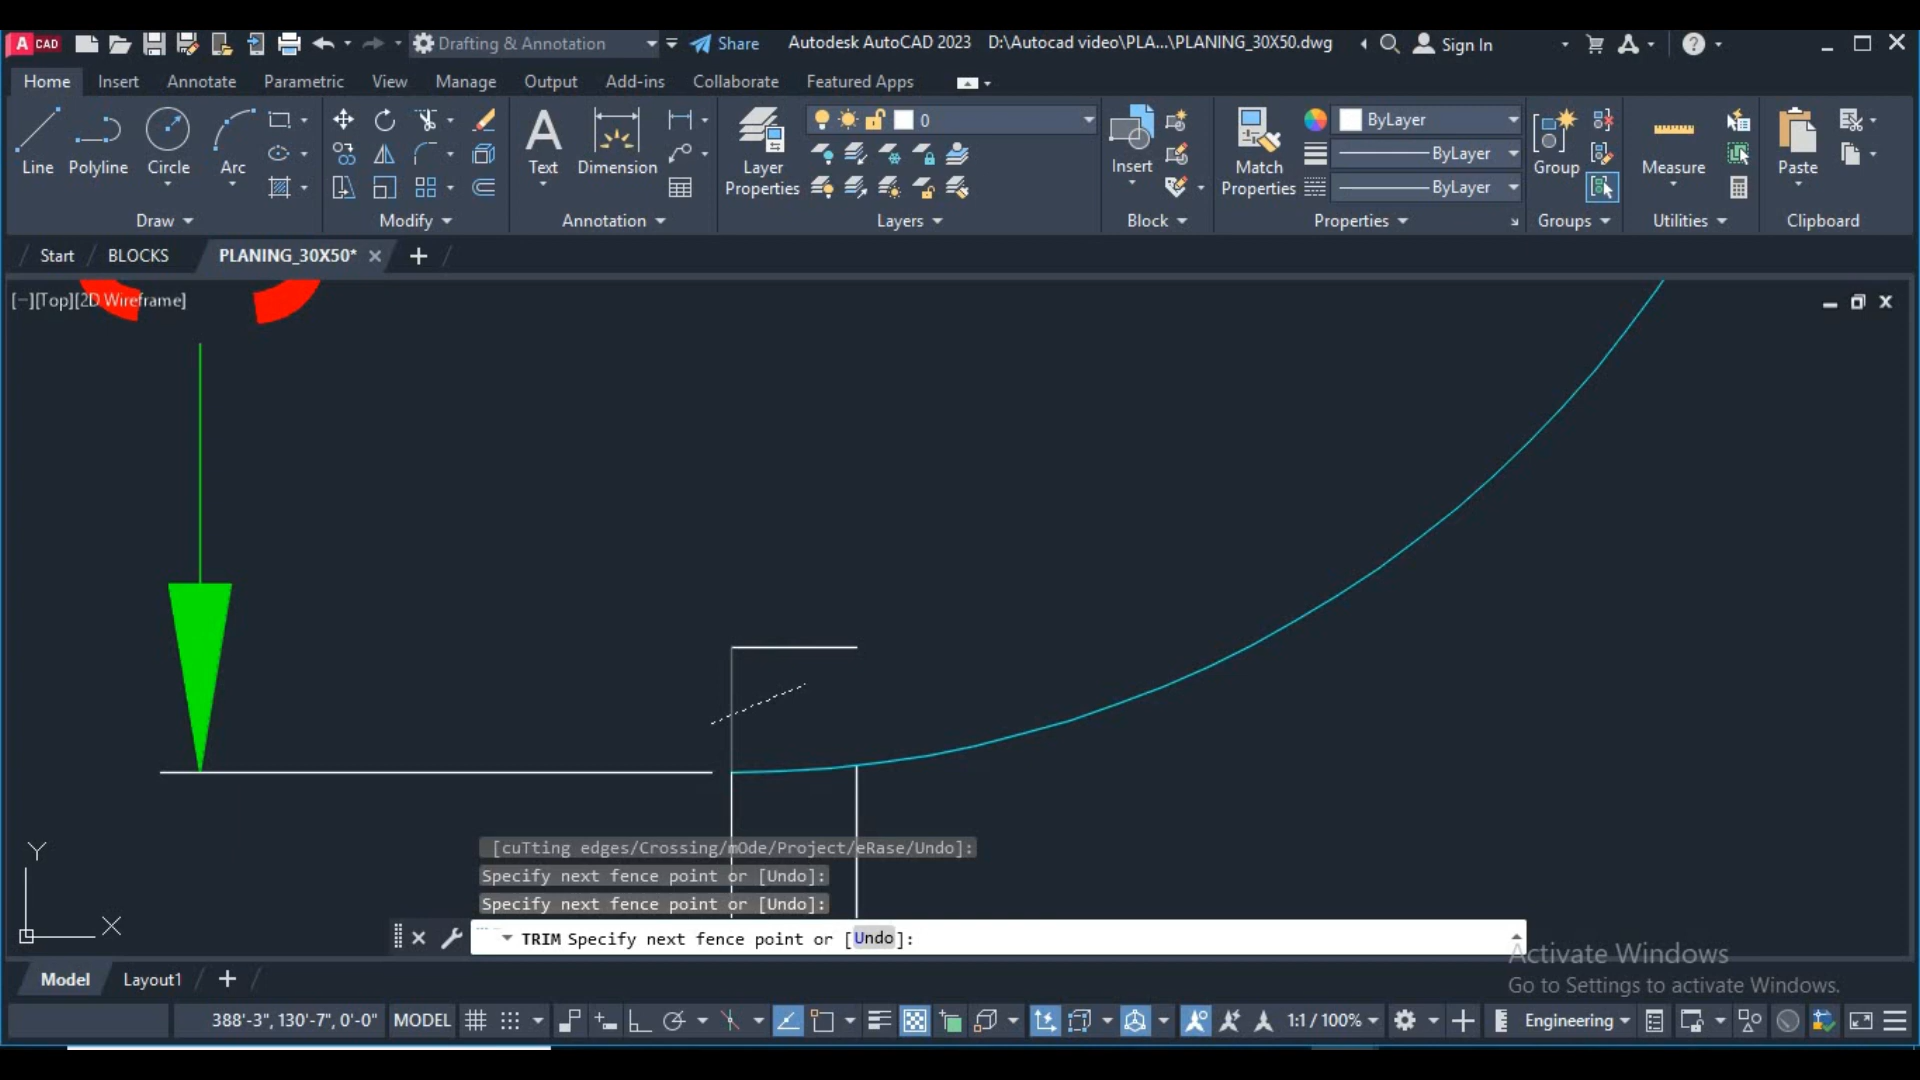 A CAD
Drafting & Annotation
Share
Autodesk AutoCAD 2023 D:\Autocad video\PLA...\PLANING_30X50.dwg
Sign In
Home Insert Annotate Parametric View Manage Output Add-ins Collaborate Featured Apps
Line Polyline Circle Arc
Text Dimension
Layer Properties
0
Insert
Match Properties
ByLayer
ByLayer
ByLayer
Group
Measure
Paste
Draw Modify Annotation Layers Block Properties Groups Utilities Clipboard
Start BLOCKS PLANING_30X50*
[−][Top][2D Wireframe]
Y
X
[cuTting edges/Crossing/mOde/Project/eRase/Undo]:
Specify next fence point or [Undo]:
Specify next fence point or [Undo]:
TRIM Specify next fence point or [Undo]:
Activate Windows
Go to Settings to activate Windows.
Model Layout1
388'-3", 130'-7", 0'-0" MODEL 1:1 / 100% Engineering